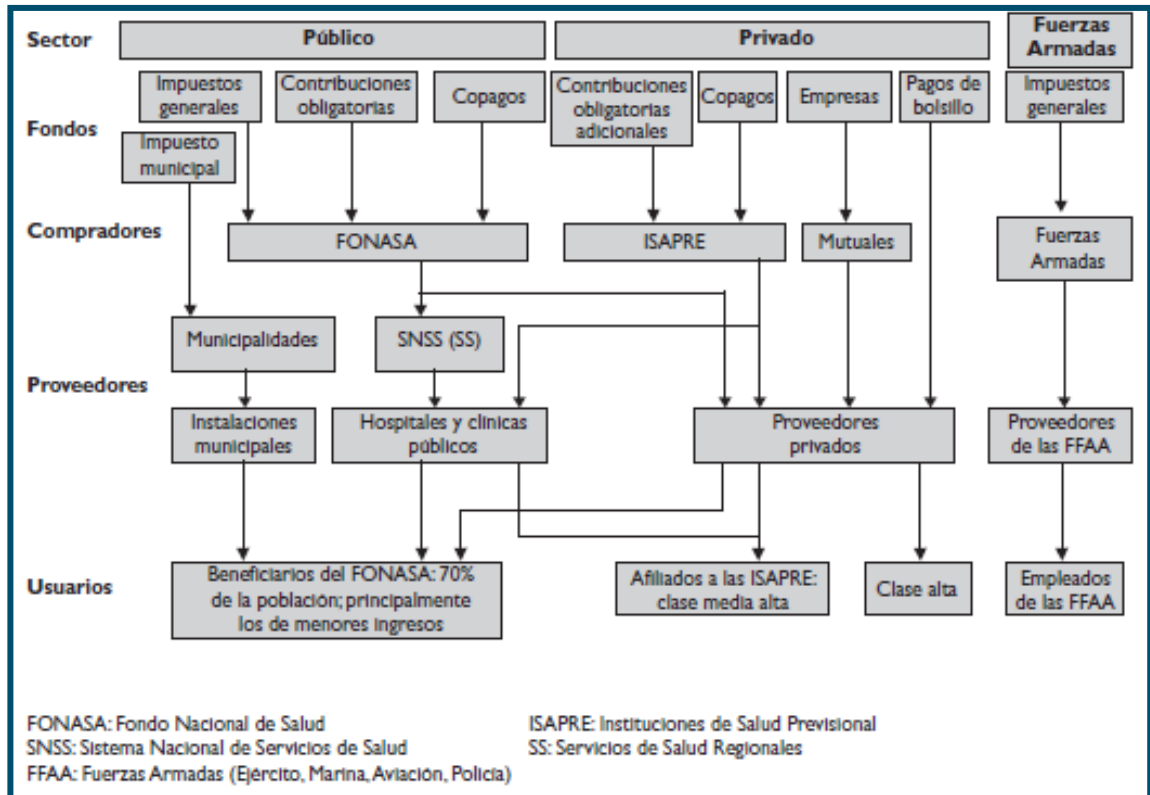 Sector
Público
Privado
Fuerzas
Armadas
Fondos
Impuestos
generales
Contribuciones
obligatorias
Copagos
Contribuciones
obligatorias
adicionales
Copagos
Empresas
Pagos de
bolsillo
Impuestos
generales
Impuesto
municipal
Compradores
FONASA
ISAPRE
Mutuales
Fuerzas
Armadas
Proveedores
Municipalidades
SNSS (SS)
Instalaciones
municipales
Hospitales y clínicas
públicos
Proveedores
privados
Proveedores
de las FFAA
Usuarios
Beneficiarios del FONASA: 70%
de la población; principalmente
los de menores ingresos
Afiliados a las ISAPRE:
clase media alta
Clase alta
Empleados
de las FFAA
FONASA: Fondo Nacional de Salud
ISAPRE: Instituciones de Salud Previsional
SNSS: Sistema Nacional de Servicios de Salud
SS: Servicios de Salud Regionales
FFAA: Fuerzas Armadas (Ejército, Marina, Aviación, Policía)